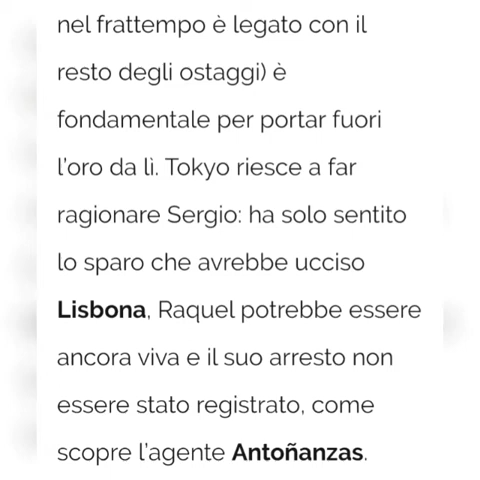 nel frattempo è legato con il
resto degli ostaggi) è
fondamentale per portar fuori
l'oro da lì. Tokyo riesce a far
ragionare Sergio: ha solo sentito
lo sparo che avrebbe ucciso
Lisbona, Raquel potrebbe essere
ancora viva e il suo arresto non
essere stato registrato, come
scopre l'agente Antoñanzas.